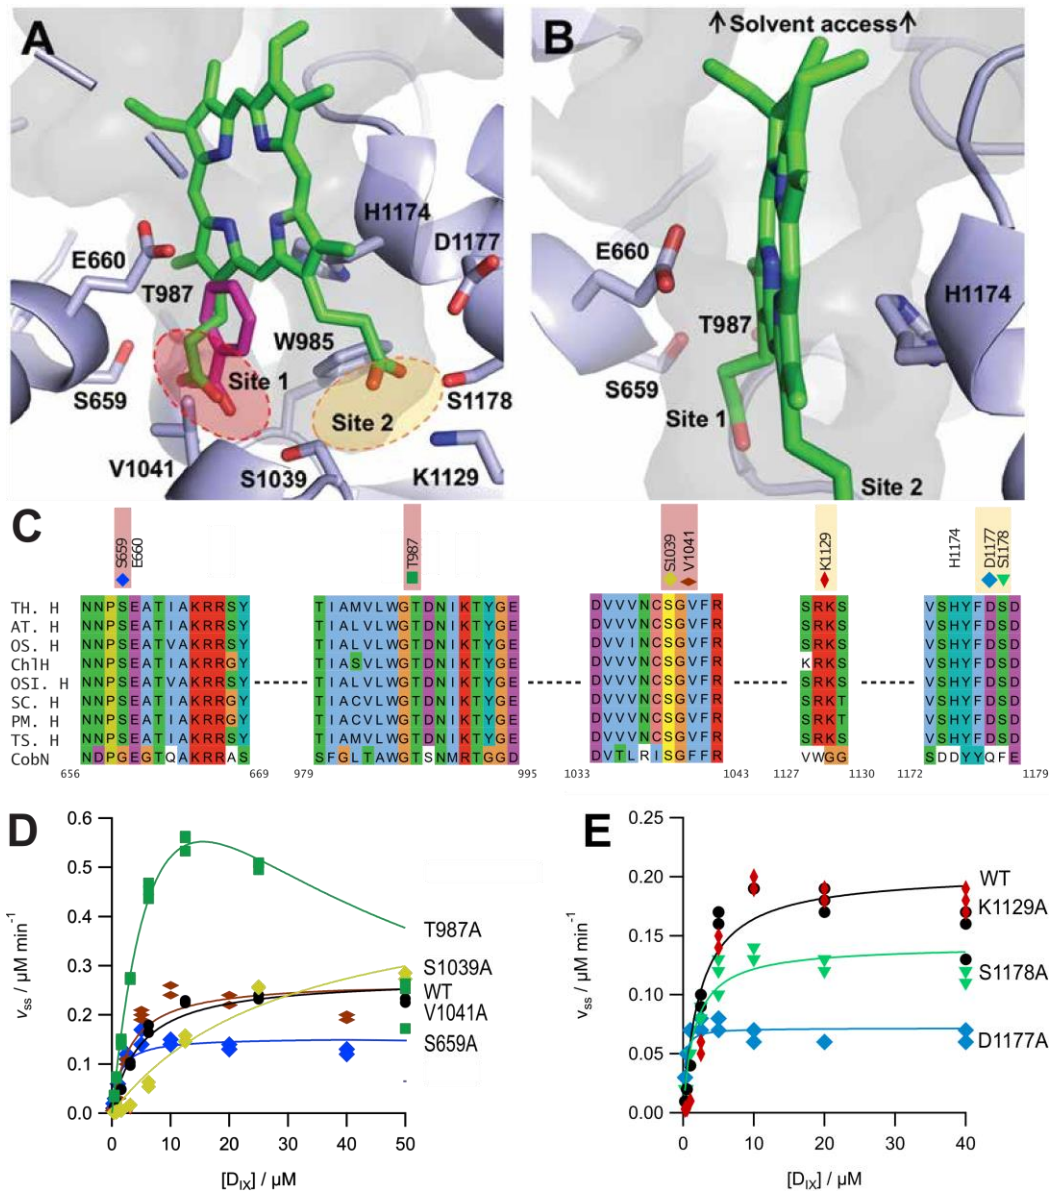 A
H1174
D1177
E660
T987
W985
Site 1
S659
S1178
Site 2
V1041
S1039
K1129
B
↑ Solvent access ↑
E660
H1174
T987
S659
Site 1
Site 2
C
S659 E660 T987 S1039 V1041 K1129 H1174 D1177 S1178
TH. H NNPSEATIAKRRSY TIAMVLWGTDNIKTYGE DVVVNCSGVFR SRKS VSHYFDSD
AT. H NNPSEATIAKRRSY TIALVLWGTDNIKTYGE DVVVNCSGVFR SRKS VSHYFDSD
OS. H NNPSEATVAKRRSY TIALVLWGTDNIKTYGE DVVVNCSGVFR SRKS VSHYFDSD
ChlH NNPSEATIAKRRGY TIASVLWGTDNIKTYGE DVVVNCSGVFR KRKS VSHYFDSD
OSI. H NNPSEATVAKRRSY TIALVLWGTDNIKTYGE DVVVNCSGVFR SRKS VSHYFDSD
SC. H NNPSEATIAKRRGY TIACVLWGTDNIKTYGE DVVVNCSGVFR SRKT VSHYFDSD
PM. H NNPSEATIAKRRGY TIACVLWGTDNIKTYGE DVVVNCSGVFR SRKT VSHYFDSD
TS. H NNPSEATIAKRRSY TIALVLWGTDNIKTYGE DVVVNCSGVFR SRKS VSHYFDSD
CobN NDPGEGTQAKRRAS SFGLTAWGTSNMRTGGD DVTLRISGFFR VWGG SDDYYQFE
656 669 979 995 1033 1043 1127 1130 1172 1179
D
0.6
0.5
0.4
0.3
0.2
0.1
0.0
v_ss / µM min⁻¹
T987A
S1039A
WT
V1041A
S659A
0 10 20 30 40 50
[D_IX] / µM
E
0.25
0.20
0.15
0.10
0.05
0.00
v_ss / µM min⁻¹
WT
K1129A
S1178A
D1177A
0 10 20 30 40
[D_IX] / µM